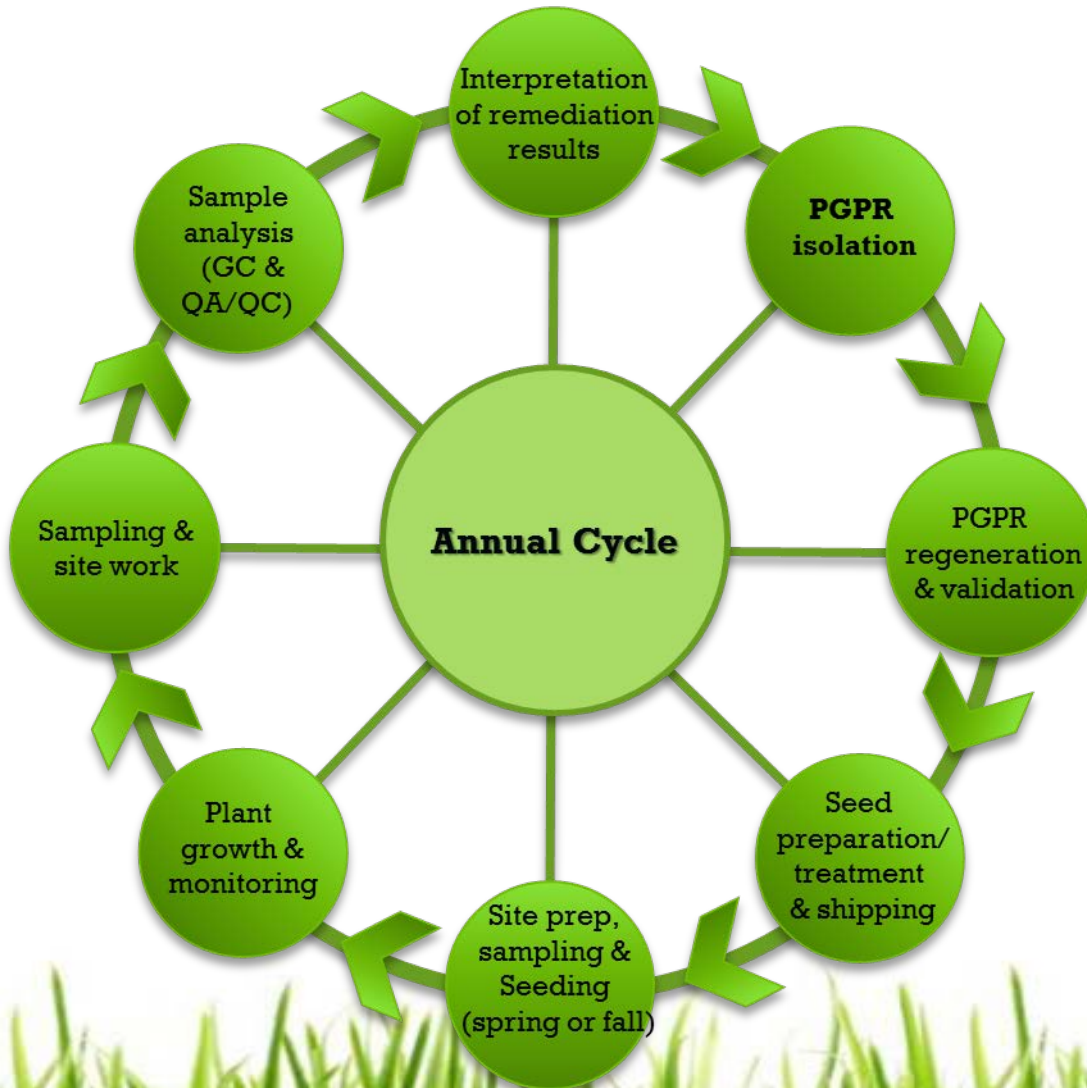 Interpretation
of remediation
results
PGPR
isolation
PGPR
regeneration
& validation
Seed
preparation/
treatment
& shipping
Site prep,
sampling &
Seeding
(spring or fall)
Plant
growth &
monitoring
Sampling &
site work
Sample
analysis
(GC &
QA/QC)
Annual Cycle